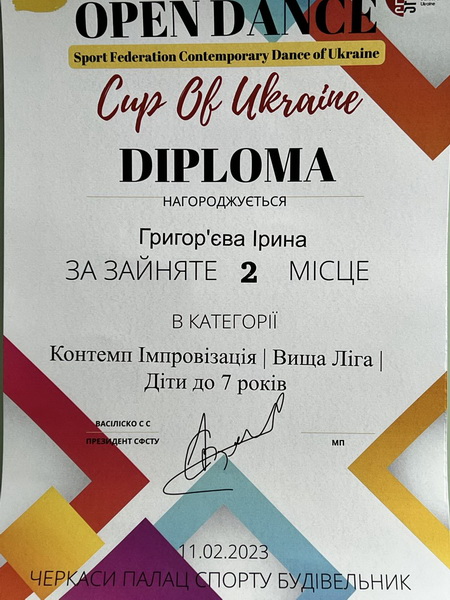 OPEN DANCE
Sport Federation Contemporary Dance of Ukraine
Cup Of Ukraine
DIPLOMA
НАГОРОДЖУЄТЬСЯ
Григор'єва Ірина
ЗА ЗАЙНЯТЕ 2 МІСЦЕ
В КАТЕГОРІЇ
Контемп Імпровізація | Вища Ліга |
Діти до 7 років
ВАСІЛІСКО С С
ПРЕЗИДЕНТ СФСТУ
МП
11.02.2023
ЧЕРКАСИ ПАЛАЦ СПОРТУ БУДІВЕЛЬНИК